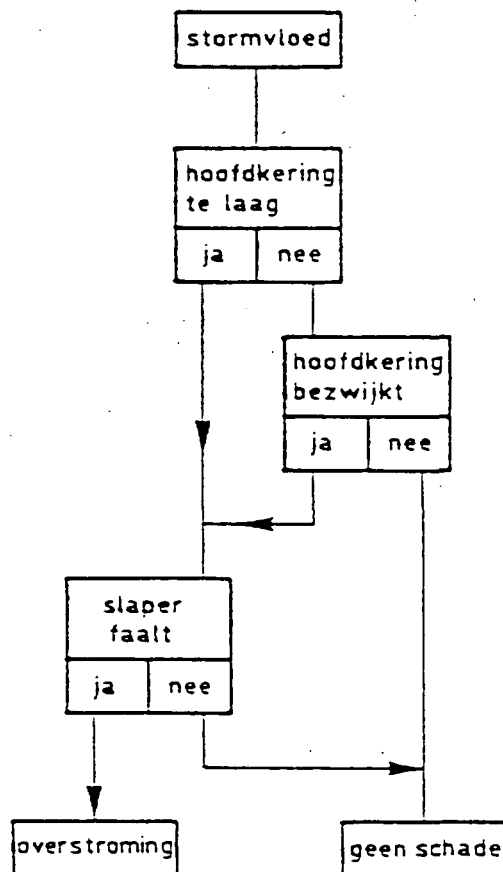 stormvloed
hoofdkering
te laag
ja nee
hoofdkering
bezwijkt
ja nee
slaper
faalt
ja nee
overstroming
geen schade